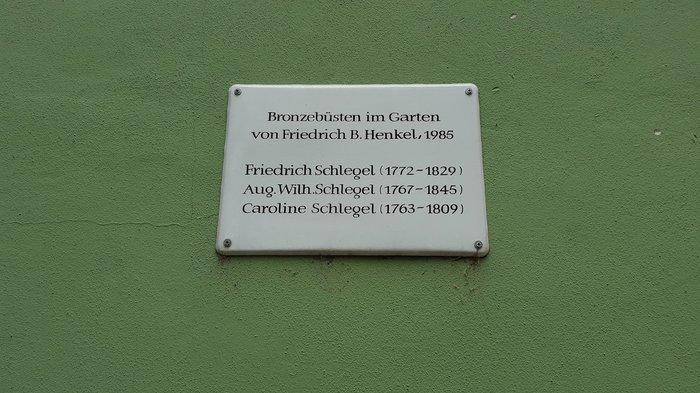 Bronzebüsten im Garten
von Friedrich B. Henkel, 1985
Friedrich Schlegel (1772-1829)
Aug. Wilh. Schlegel (1767-1845)
Caroline Schlegel (1763-1809)